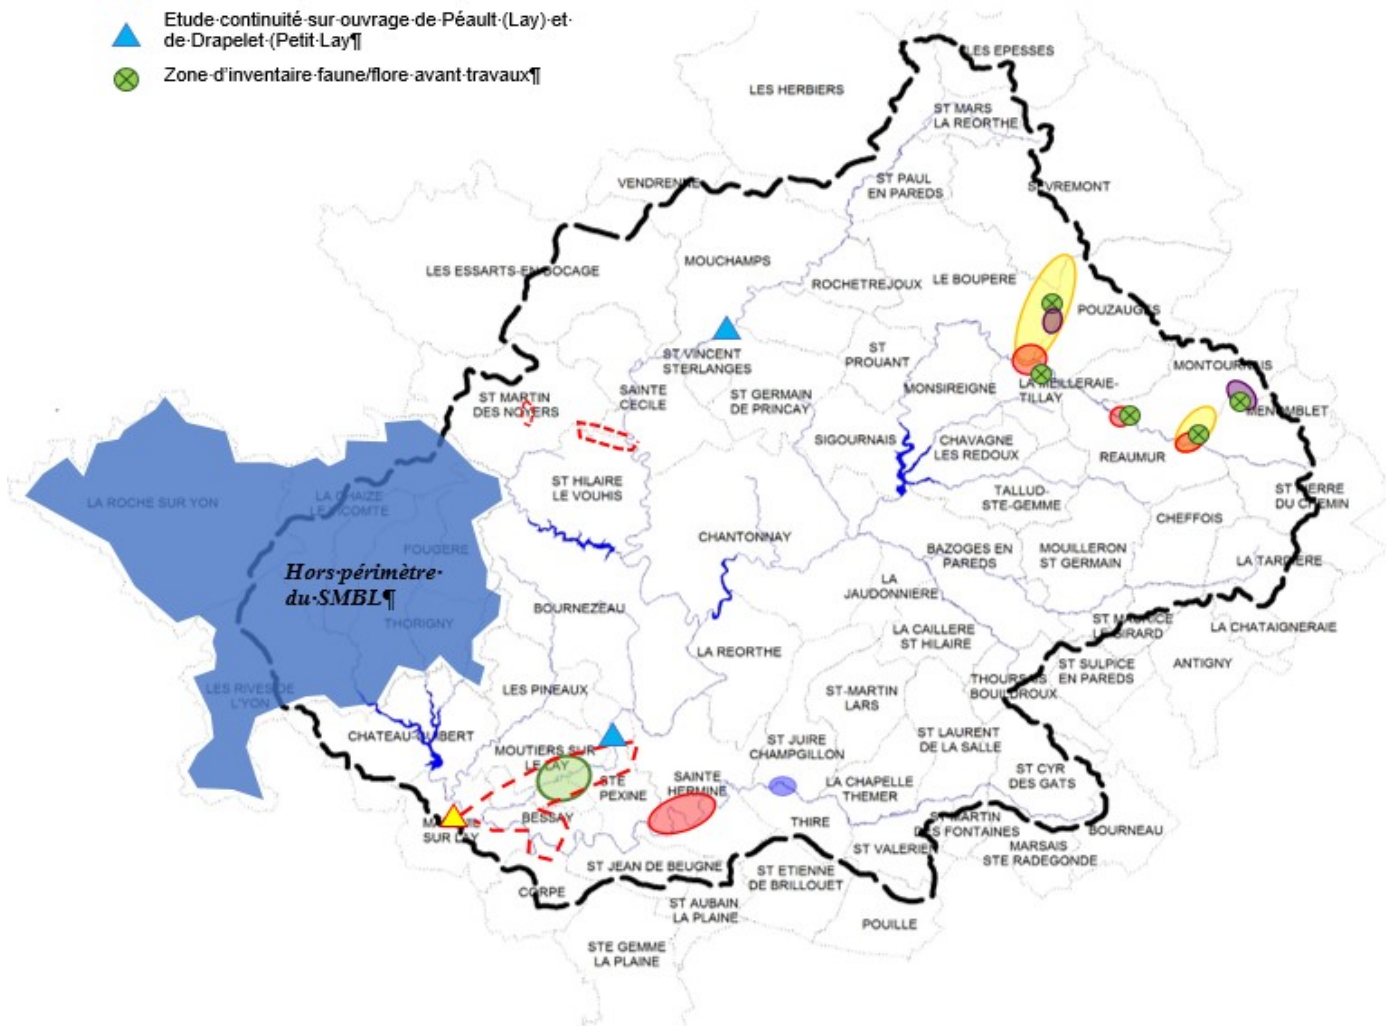 Etude·continuité·sur·ouvrage·de·Péault·(Lay)·et·
de·Drapelet·(Petit·Lay¶
Zone·d'inventaire·faune/flore·avant·travaux¶
LES EPESSES
LES HERBIERS
ST MARS
LA REORTHE
VENDRENNE
ST PAUL
EN PAREDS
SEVREMONT
MOUCHAMPS
LES ESSARTS-EN-BOCAGE
ROCHETREJOUX
LE BOUPERE
POUZAUGES
ST VINCENT
STERLANGES
ST
PROUANT
MONTOURNAIS
ST MARTIN
DES NOYERS
SAINTE
CECILE
ST GERMAIN
DE PRINCAY
MONSIREIGNE
LA MEILLERAIE-
TILLAY
MENOMBLET
SIGOURNAIS
CHAVAGNE
LES REDOUX
REAUMUR
LA ROCHE SUR YON
LA CHAIZE
LE VICOMTE
ST HILAIRE
LE VOUHIS
TALLUD-
STE-GEMME
ST PIERRE
DU CHEMIN
CHEFFOIS
FOUGERE
CHANTONNAY
BAZOGES EN
PAREDS
MOUILLERON
ST GERMAIN
LA TARDIERE
Hors·périmètre·
du·SMBL¶
LA
JAUDONNIERE
BOURNEZEAU
THORIGNY
LA CAILLERE
ST HILAIRE
ST MAURICE
LE GIRARD
LA CHATAIGNERAIE
LA REORTHE
ST SULPICE
EN PAREDS
ANTIGNY
LES RIVES DE
L'YON
LES PINEAUX
ST-MARTIN
LARS
THOUARSAIS
BOUILDROUX
CHATEAU-GUIBERT
MOUTIERS SUR
LE LAY
ST JUIRE
CHAMPGILLON
ST LAURENT
DE LA SALLE
STE
PEXINE
SAINTE
HERMINE
LA CHAPELLE
THEMER
ST CYR
DES GATS
SUR LAY
BESSAY
THIRE
ST MARTIN
DES FONTAINES
BOURNEAU
ST JEAN DE BEUGNE
ST VALERIEN
MARSAIS
STE RADEGONDE
CORPE
ST ETIENNE
DE BRILLOUET
ST AUBAIN
LA PLAINE
POUILLE
STE GEMME
LA PLAINE